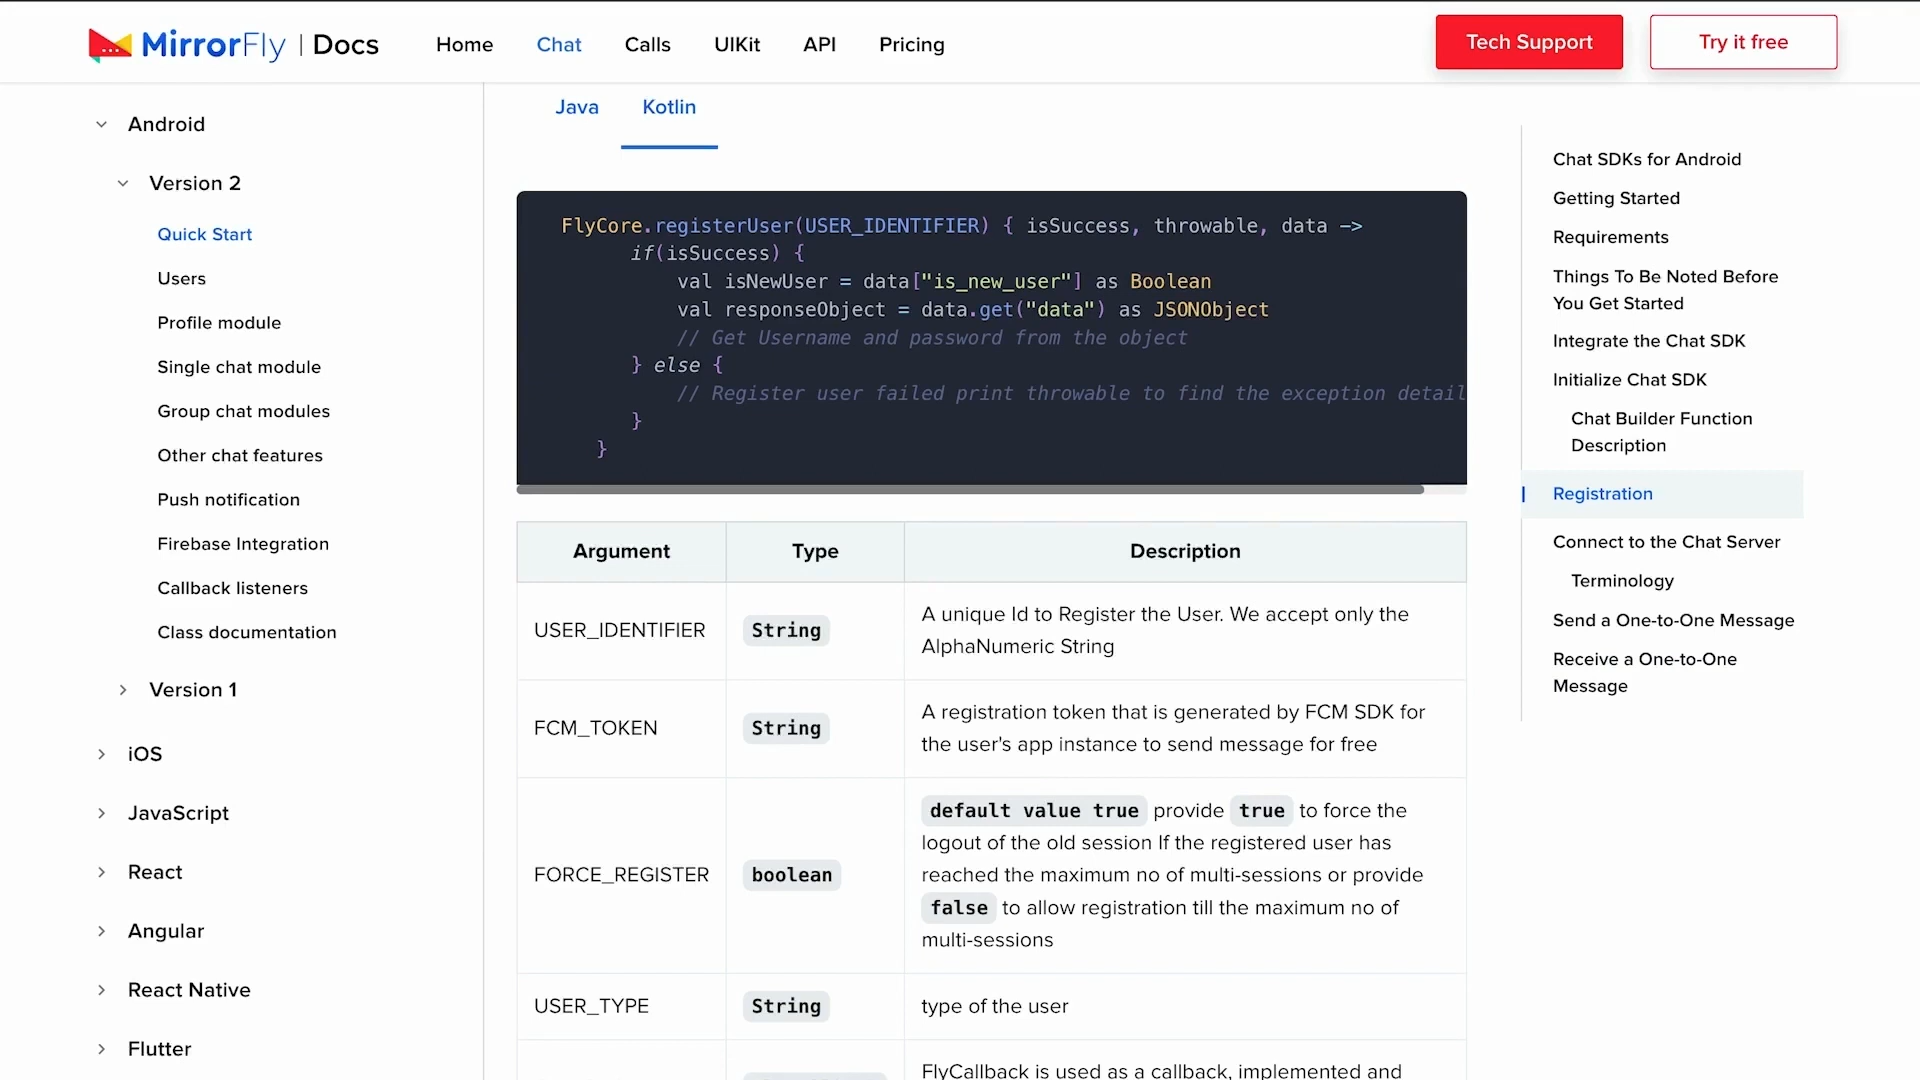 MirrorFly | Docs
Home
Chat
Calls
UIKit
API
Pricing
Tech Support
Try it free
Android
Version 2
Quick Start
Users
Profile module
Single chat module
Group chat modules
Other chat features
Push notification
Firebase Integration
Callback listeners
Class documentation
Version 1
iOS
JavaScript
React
Angular
React Native
Flutter
Java
Kotlin
FlyCore.registerUser(USER_IDENTIFIER) { isSuccess, throwable, data ->
if(isSuccess) {
val isNewUser = data["is_new_user"] as Boolean
val responseObject = data.get("data") as JSONObject
// Get Username and password from the object
} else {
// Register user failed print throwable to find the exception detail
}
}
Argument
Type
Description
USER_IDENTIFIER
String
A unique Id to Register the User. We accept only the
AlphaNumeric String
FCM_TOKEN
String
A registration token that is generated by FCM SDK for
the user's app instance to send message for free
FORCE_REGISTER
boolean
default value true provide true to force the
logout of the old session If the registered user has
reached the maximum no of multi-sessions or provide
false to allow registration till the maximum no of
multi-sessions
USER_TYPE
String
type of the user
FlyCallback is used as a callback, implemented and
Chat SDKs for Android
Getting Started
Requirements
Things To Be Noted Before
You Get Started
Integrate the Chat SDK
Initialize Chat SDK
Chat Builder Function
Description
Registration
Connect to the Chat Server
Terminology
Send a One-to-One Message
Receive a One-to-One
Message